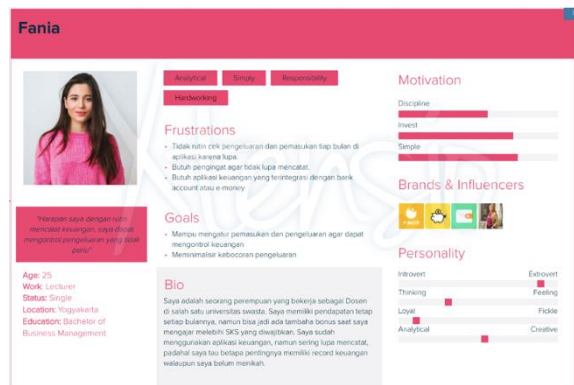 Fania
"Harapan saya dengan rutin
mencatat keuangan, saya dapat
mengontrol pengeluaran yang tidak
perlu"
Age: 25
Work: Lecturer
Status: Single
Location: Yogyakarta
Education: Bachelor of
Business Management
Analytical
Simply
Responsibility
Hardworking
Frustrations
• Tidak rutin cek pengeluaran dan pemasukan tiap bulan di
aplikasi karena lupa.
• Butuh pengingat agar tidak lupa mencatat.
• Butuh aplikasi keuangan yang terintegrasi dengan bank
account atau e-money
Goals
• Mampu mengatur pemasukan dan pengeluaran agar dapat
mengontrol keuangan
• Meminimalisir kebocoran pengeluaran
Bio
Saya adalah seorang perempuan yang bekerja sebagai Dosen
di salah satu universitas swasta. Saya memiliki pendapatan tetap
setiap bulannya, namun bisa jadi ada tambaha bonus saat saya
mengajar melebihi SKS yang diwajibkan. Saya sudah
menggunakan aplikasi keuangan, namun sering lupa mencatat,
padahal saya tau betapa pentingnya memiliki record keuangan
walaupun saya belum menikah.
Motivation
Discipline
Invest
Simple
Brands & Influencers
Personality
Introvert Extrovert
Thinking Feeling
Loyal Fickle
Analytical Creative